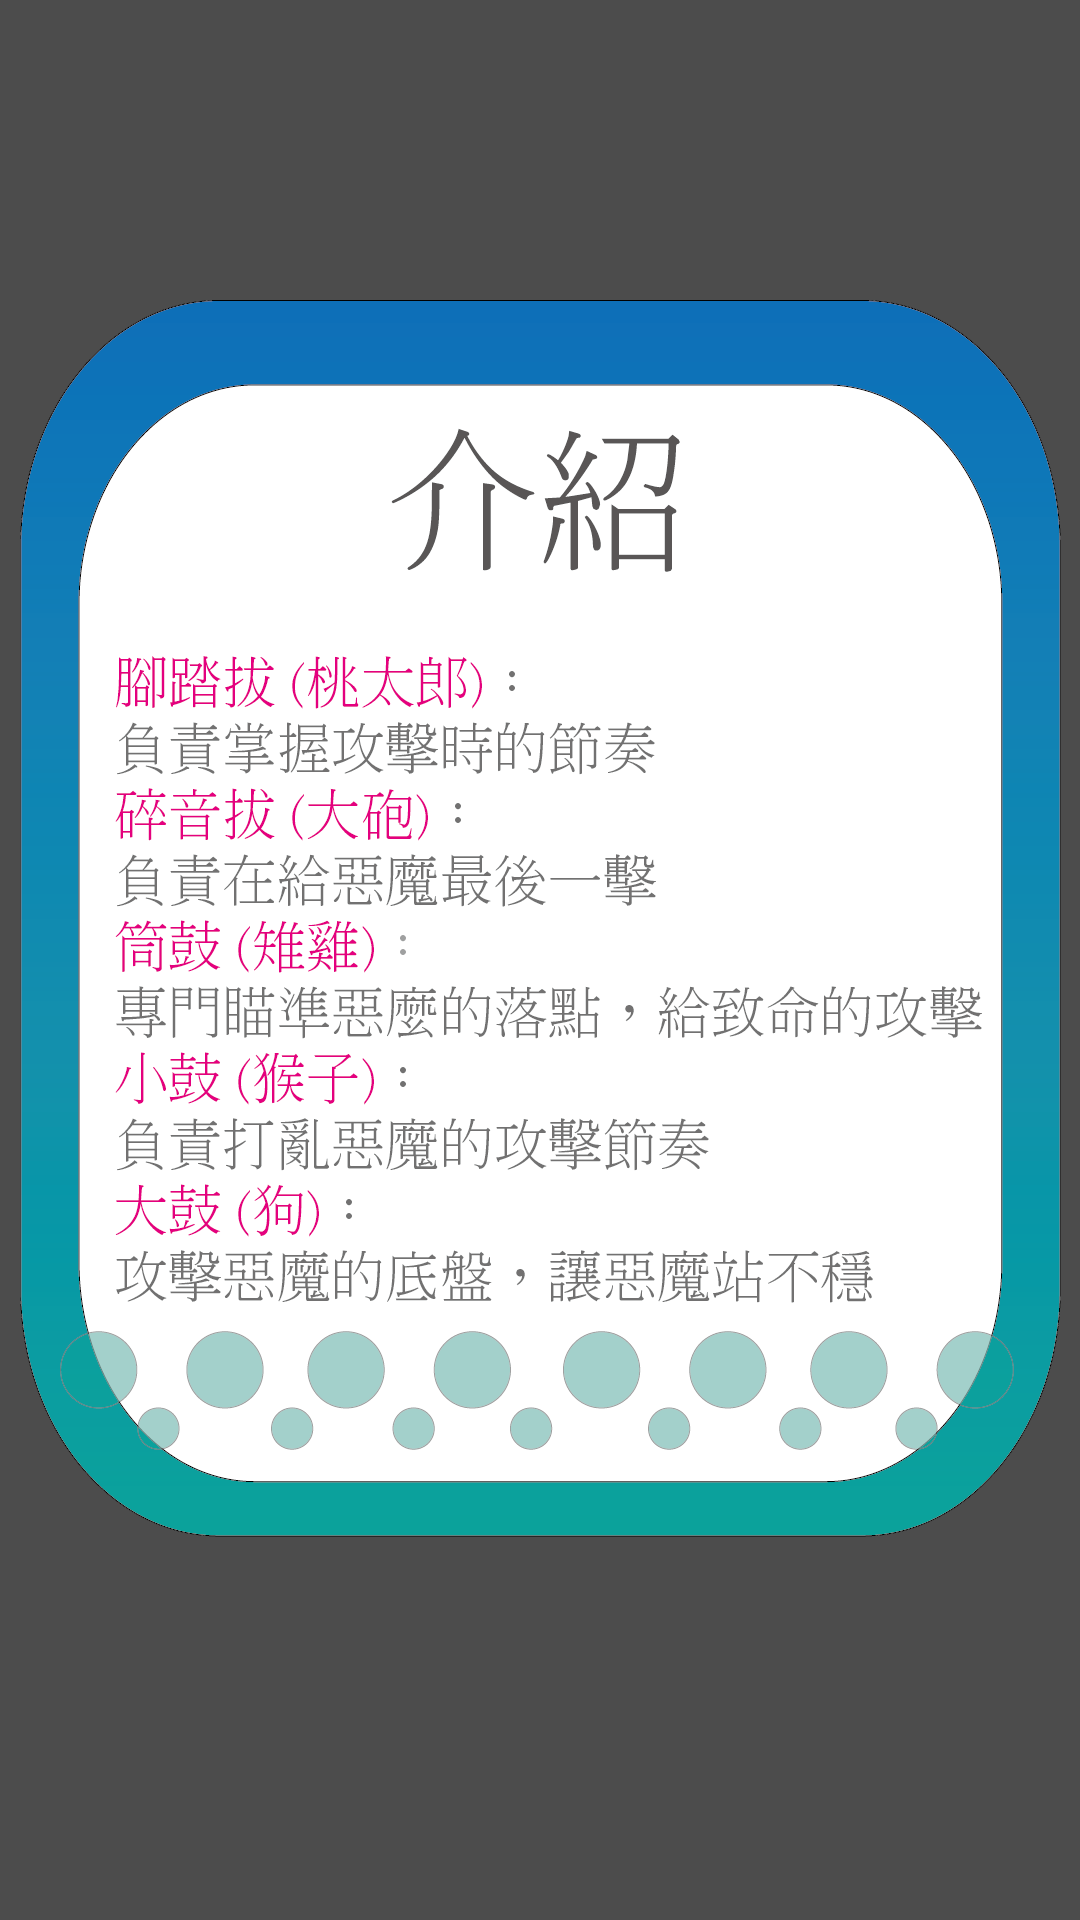 介紹
腳踏拔(桃太郎)：
負責掌握攻擊時的節奏
碎音拔(大砲)：
負責在給惡魔最後一擊
筒鼓(雉雞)：
專門瞄準惡麼的落點，給致命的攻擊
小鼓(猴子)：
負責打亂惡魔的攻擊節奏
大鼓(狗)：
攻擊惡魔的底盤，讓惡魔站不穩